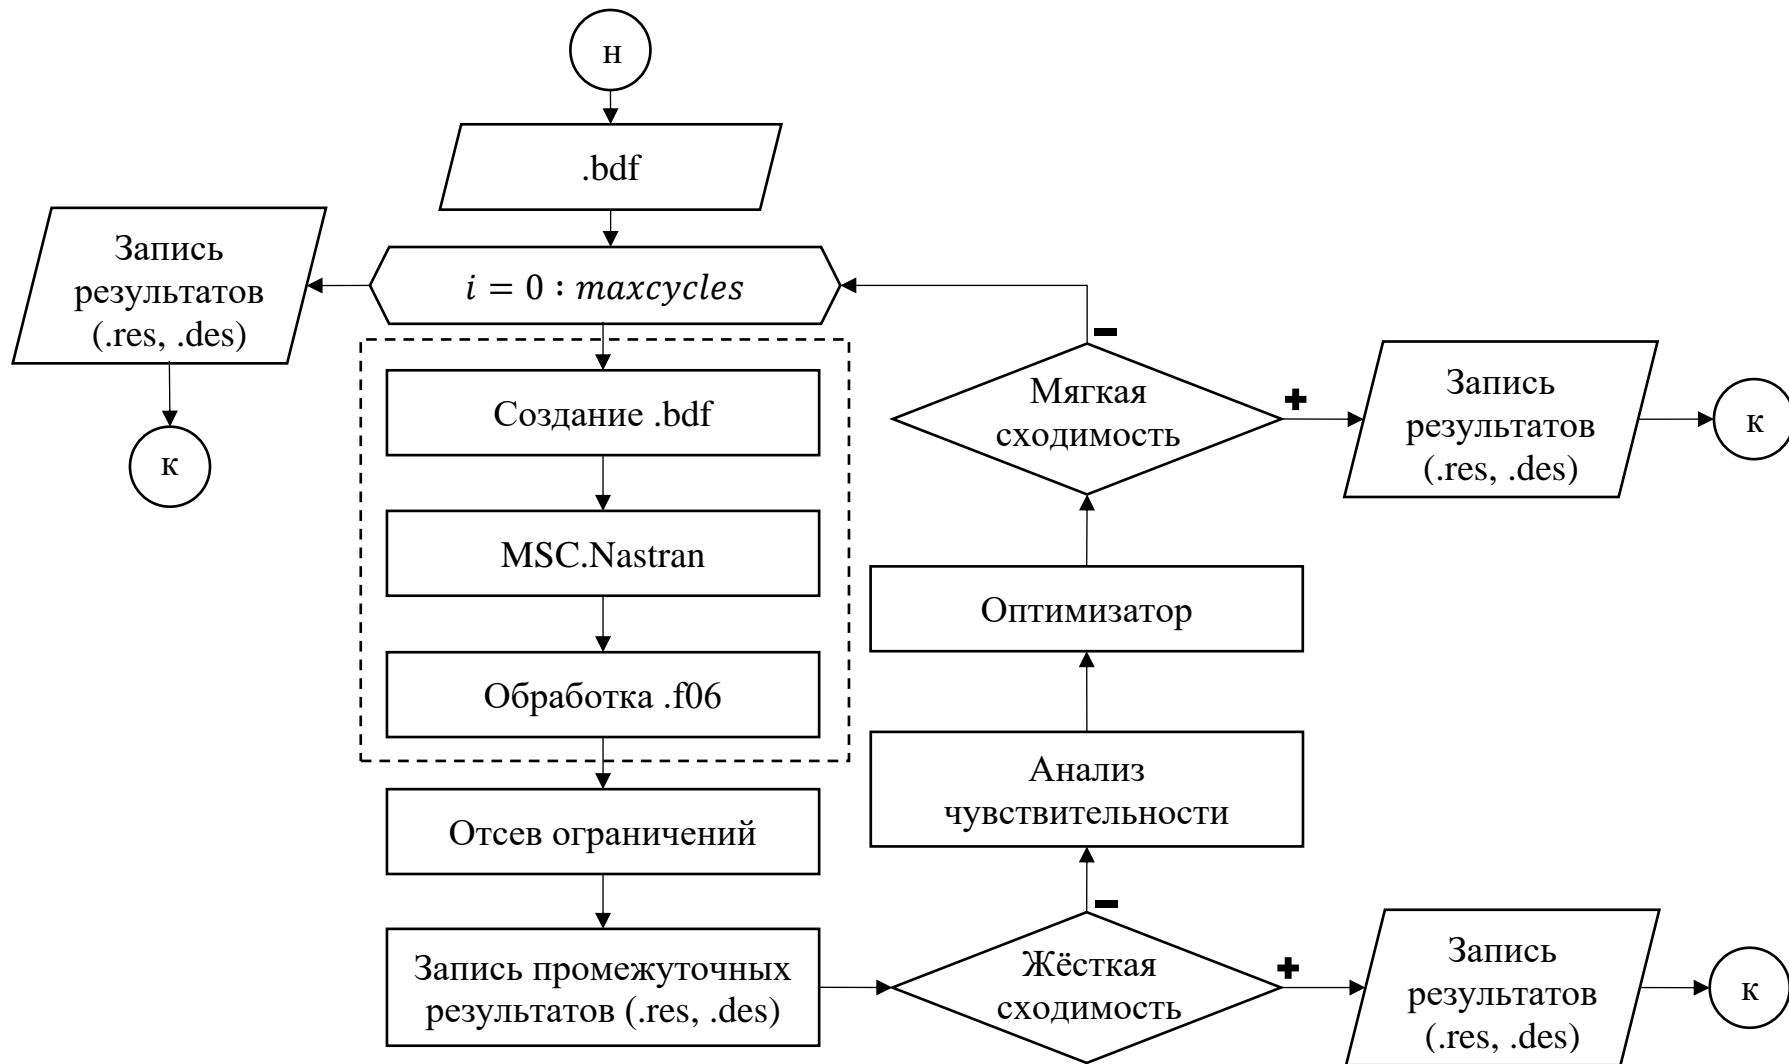 н
.bdf
Запись
результатов
(.res, .des)
к
i = 0 : maxcycles
Создание .bdf
MSC.Nastran
Обработка .f06
Отсев ограничений
Запись промежуточных
результатов (.res, .des)
Жёсткая
сходимость
+
Запись
результатов
(.res, .des)
к
−
Анализ
чувствительности
Оптимизатор
Мягкая
сходимость
+
Запись
результатов
(.res, .des)
к
−